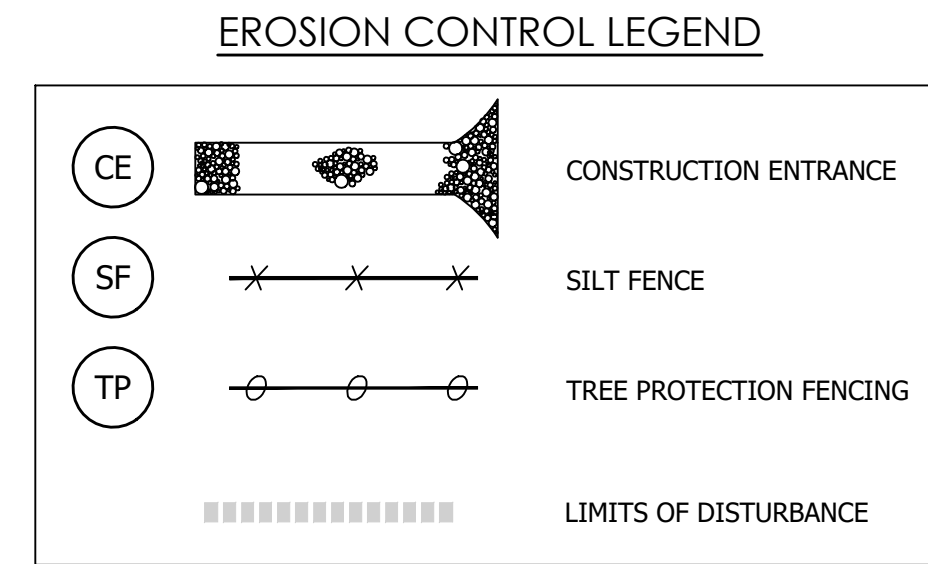 EROSION CONTROL LEGEND
CE CONSTRUCTION ENTRANCE
SF SILT FENCE
TP TREE PROTECTION FENCING
LIMITS OF DISTURBANCE